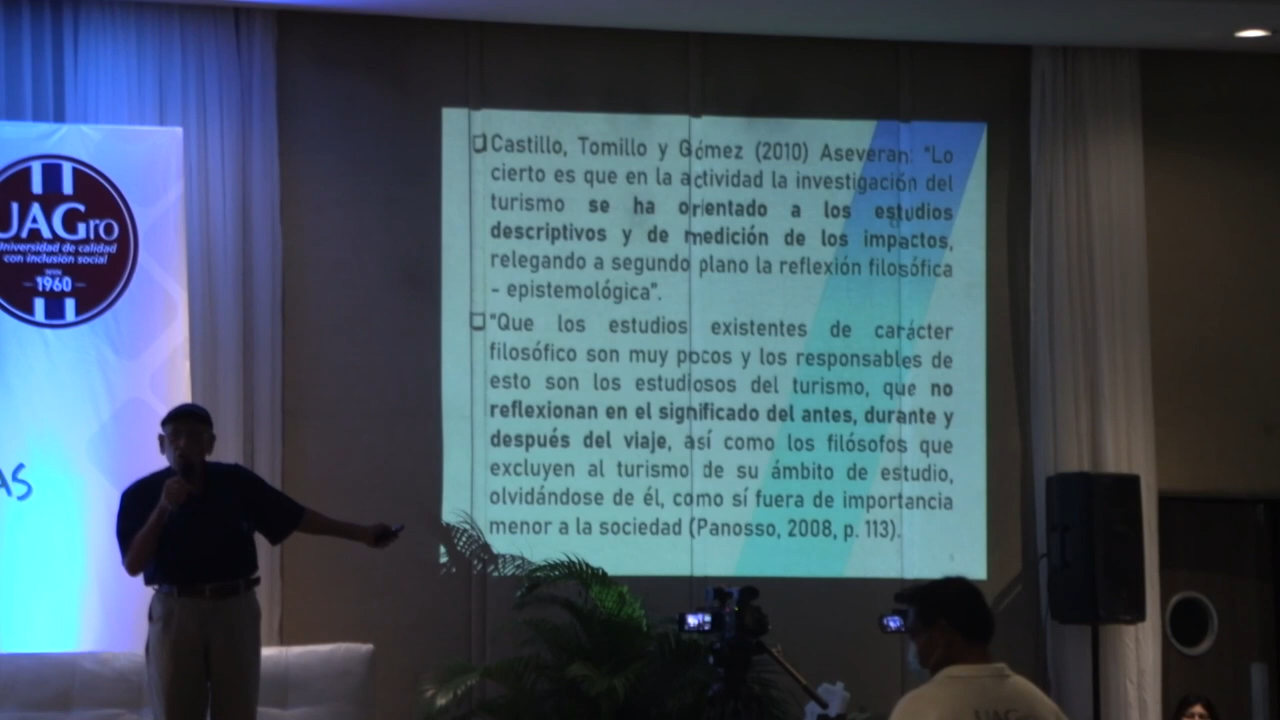 UAGro
Universidad de calidad
con inclusión social
1960
AS
Castillo, Tomillo y Gómez (2010) Aseveran: "Lo
cierto es que en la actividad la investigación del
turismo se ha orientado a los estudios
descriptivos y de medición de los impactos,
relegando a segundo plano la reflexión filosófica
- epistemológica".
"Que los estudios existentes de carácter
filosófico son muy pocos y los responsables de
esto son los estudiosos del turismo, que no
reflexionan en el significado del antes, durante y
después del viaje, así como los filósofos que
excluyen al turismo de su ámbito de estudio,
olvidándose de él, como sí fuera de importancia
menor a la sociedad (Panosso, 2008, p. 113).